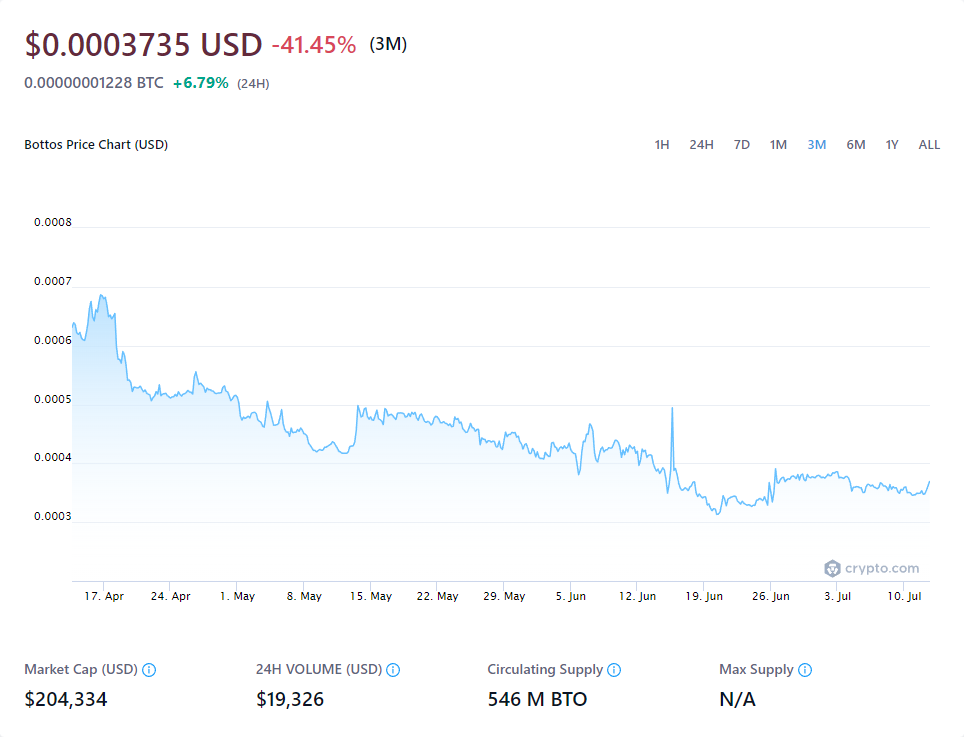 $0.0003735 USD -41.45% (3M)
0.00000001228 BTC +6.79% (24H)
Bottos Price Chart (USD) 1H 24H 7D 1M 3M 6M 1Y ALL
0.0008
0.0007
0.0006
0.0005
0.0004
0.0003
crypto.com
17. Apr 24. Apr 1. May 8. May 15. May 22. May 29. May 5. Jun 12. Jun 19. Jun 26. Jun 3. Jul 10. Jul
Market Cap (USD) 24H VOLUME (USD) Circulating Supply Max Supply
$204,334 $19,326 546 M BTO N/A